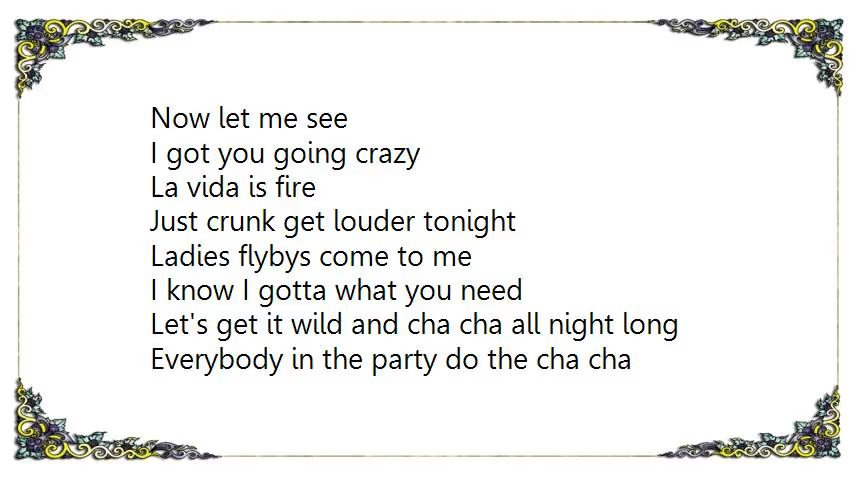 Now let me see
I got you going crazy
La vida is fire
Just crunk get louder tonight
Ladies flybys come to me
I know I gotta what you need
Let's get it wild and cha cha all night long
Everybody in the party do the cha cha